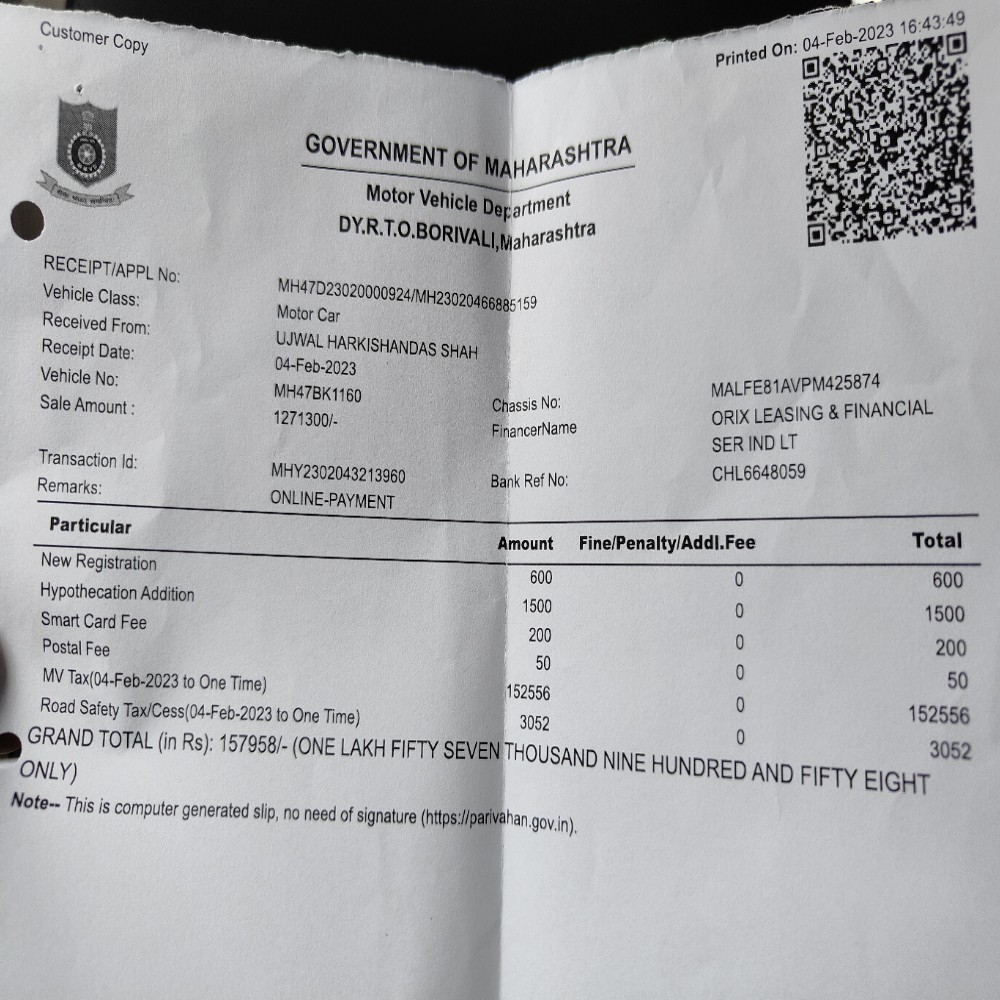 Customer Copy
Printed On: 04-Feb-2023 16:43:49
GOVERNMENT OF MAHARASHTRA
Motor Vehicle Department
DY.R.T.O.BORIVALI,Maharashtra
RECEIPT/APPL No: MH47D23020000924/MH23020466885159
Vehicle Class: Motor Car
Received From: UJWAL HARKISHANDAS SHAH
Receipt Date: 04-Feb-2023
Vehicle No: MH47BK1160 Chassis No: MALFE81AVPM425874
Sale Amount : 1271300/- FinancerName ORIX LEASING & FINANCIAL
SER IND LT
Transaction Id: MHY2302043213960 Bank Ref No: CHL6648059
Remarks: ONLINE-PAYMENT
Particular Amount Fine/Penalty/Addl.Fee Total
New Registration 600 0 600
Hypothecation Addition 1500 0 1500
Smart Card Fee 200 0 200
Postal Fee 50 0 50
MV Tax(04-Feb-2023 to One Time) 152556 0 152556
Road Safety Tax/Cess(04-Feb-2023 to One Time) 3052 0 3052
GRAND TOTAL (in Rs): 157958/- (ONE LAKH FIFTY SEVEN THOUSAND NINE HUNDRED AND FIFTY EIGHT
ONLY)
Note-- This is computer generated slip, no need of signature (https://parivahan.gov.in).